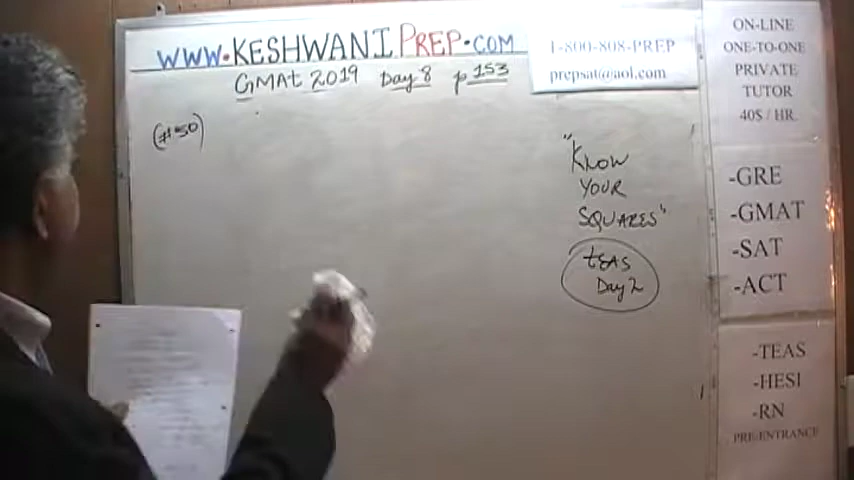 WWW.KESHWANI PREP.COM
GMAT 2019 Day 8 p 153
(#50)
1-800-808-PREP
prepsat@aol.com
"KNOW
YOUR
SQUARES"
TEAS
Day 2
ON-LINE
ONE-TO-ONE
PRIVATE
TUTOR
40$ / HR
-GRE
-GMAT
-SAT
-ACT
-TEAS
-HESI
-RN
PRE-ENTRANCE